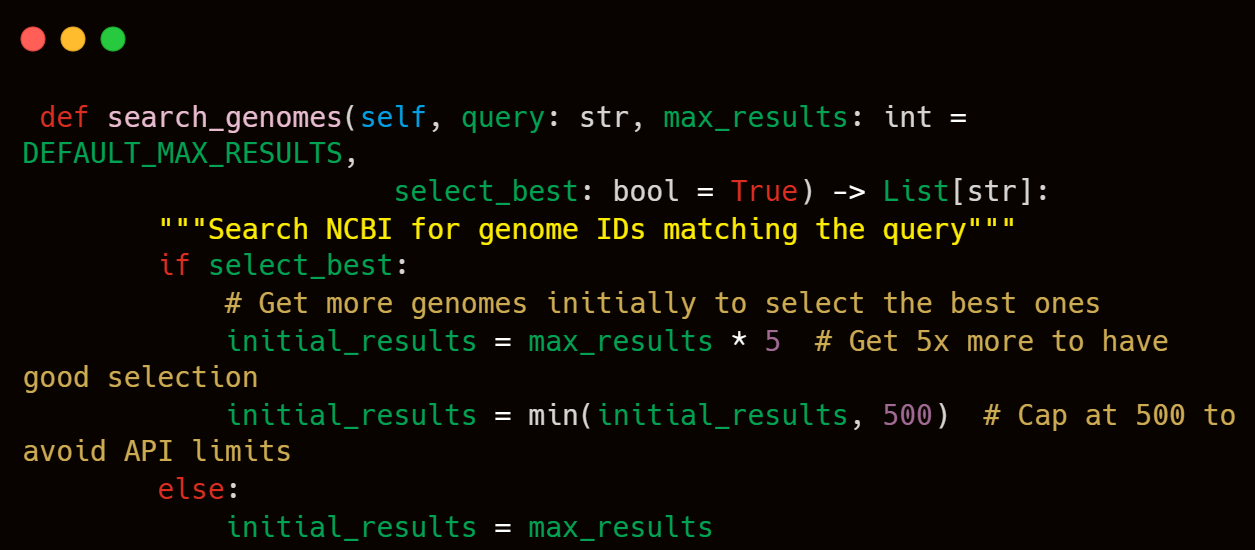 def search_genomes(self, query: str, max_results: int =
DEFAULT_MAX_RESULTS,
select_best: bool = True) -> List[str]:
"""Search NCBI for genome IDs matching the query"""
if select_best:
# Get more genomes initially to select the best ones
initial_results = max_results * 5  # Get 5x more to have
good selection
initial_results = min(initial_results, 500)  # Cap at 500 to
avoid API limits
else:
initial_results = max_results